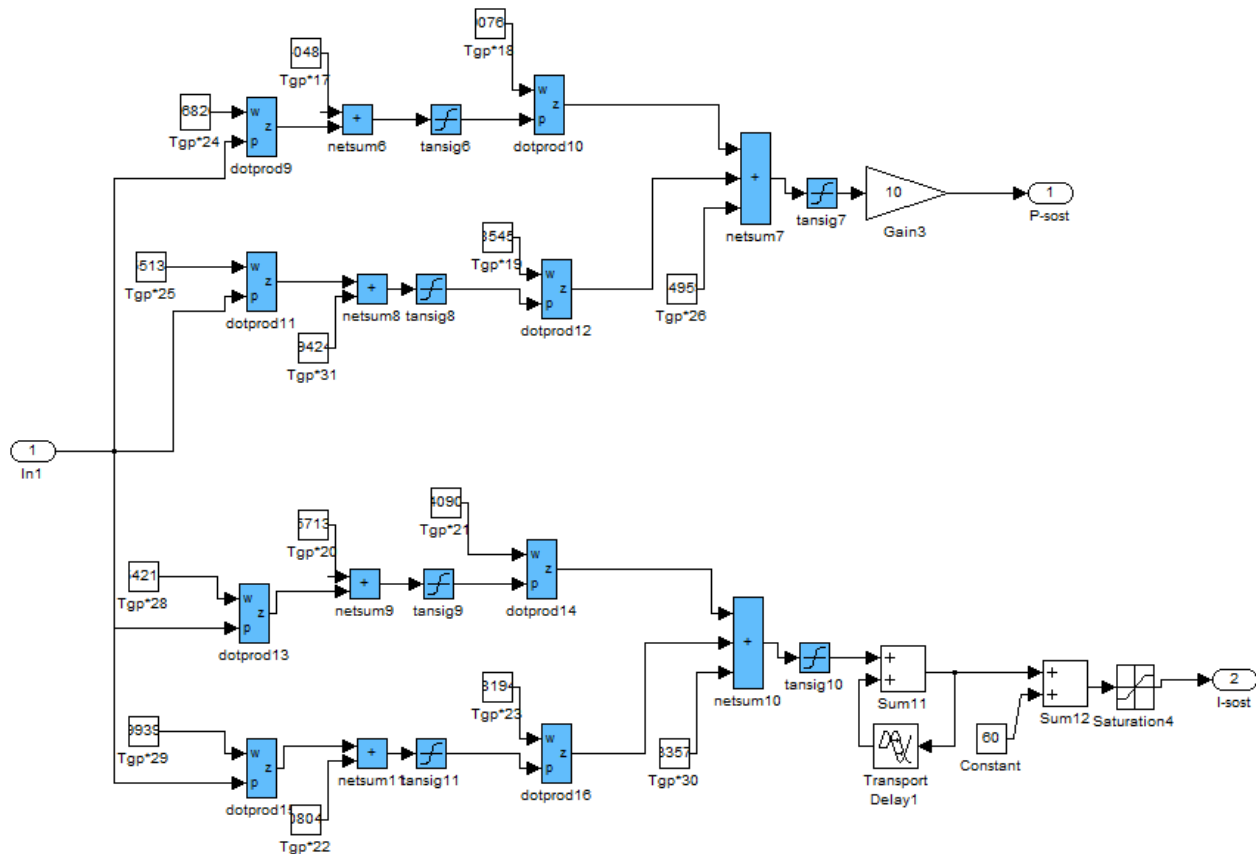 076
Tgp*18
048
Tgp*17
682
Tgp*24
w
z
p
dotprod9
+
netsum6
tansig6
w
z
p
dotprod10
+
netsum7
tansig7
10
Gain3
1
P-sost
513
Tgp*25
w
z
p
dotprod11
+
netsum8
tansig8
3545
Tgp*19
w
z
p
dotprod12
495
Tgp*26
9424
Tgp*31
1
In1
4090
Tgp*21
5713
Tgp*20
421
Tgp*28
w
z
p
dotprod13
+
netsum9
tansig9
w
z
p
dotprod14
+
netsum10
tansig10
+
+
Sum11
+
+
Sum12
Saturation4
2
I-sost
3194
Tgp*23
9939
Tgp*29
w
z
p
dotprod15
+
netsum11
tansig11
w
z
p
dotprod16
3357
Tgp*30
Transport
Delay1
60
Constant
0804
Tgp*22